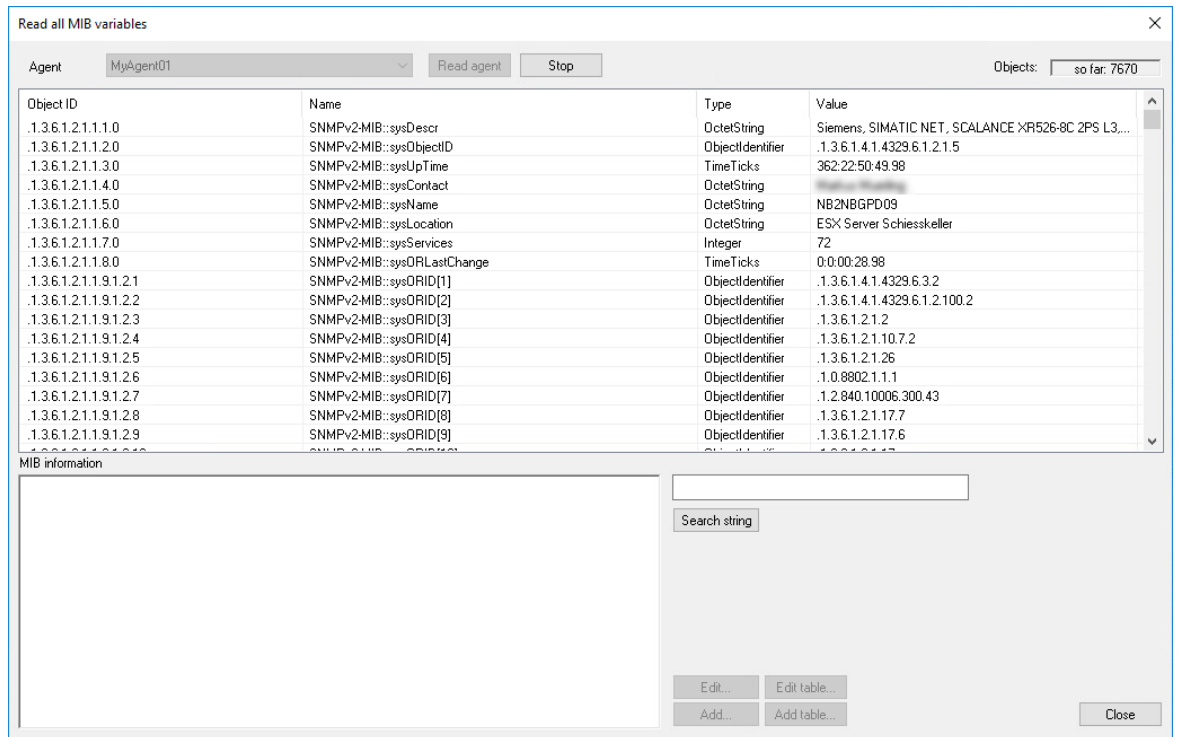 Read all MIB variables
Agent MyAgent01 Read agent Stop Objects: so far: 7670
Object ID Name Type Value
.1.3.6.1.2.1.1.1.0 SNMPv2-MIB::sysDescr OctetString Siemens, SIMATIC NET, SCALANCE XR526-8C 2PS L3,...
.1.3.6.1.2.1.1.2.0 SNMPv2-MIB::sysObjectID ObjectIdentifier .1.3.6.1.4.1.4329.6.1.2.1.5
.1.3.6.1.2.1.1.3.0 SNMPv2-MIB::sysUpTime TimeTicks 362:22:50:49.98
.1.3.6.1.2.1.1.4.0 SNMPv2-MIB::sysContact OctetString
.1.3.6.1.2.1.1.5.0 SNMPv2-MIB::sysName OctetString NB2NBGPD09
.1.3.6.1.2.1.1.6.0 SNMPv2-MIB::sysLocation OctetString ESX Server Schiesskeller
.1.3.6.1.2.1.1.7.0 SNMPv2-MIB::sysServices Integer 72
.1.3.6.1.2.1.1.8.0 SNMPv2-MIB::sysORLastChange TimeTicks 0:0:00:28.98
.1.3.6.1.2.1.1.9.1.2.1 SNMPv2-MIB::sysORID[1] ObjectIdentifier .1.3.6.1.4.1.4329.6.3.2
.1.3.6.1.2.1.1.9.1.2.2 SNMPv2-MIB::sysORID[2] ObjectIdentifier .1.3.6.1.4.1.4329.6.1.2.100.2
.1.3.6.1.2.1.1.9.1.2.3 SNMPv2-MIB::sysORID[3] ObjectIdentifier .1.3.6.1.2.1.2
.1.3.6.1.2.1.1.9.1.2.4 SNMPv2-MIB::sysORID[4] ObjectIdentifier .1.3.6.1.2.1.10.7.2
.1.3.6.1.2.1.1.9.1.2.5 SNMPv2-MIB::sysORID[5] ObjectIdentifier .1.3.6.1.2.1.26
.1.3.6.1.2.1.1.9.1.2.6 SNMPv2-MIB::sysORID[6] ObjectIdentifier .1.0.8802.1.1.1
.1.3.6.1.2.1.1.9.1.2.7 SNMPv2-MIB::sysORID[7] ObjectIdentifier .1.2.840.10006.300.43
.1.3.6.1.2.1.1.9.1.2.8 SNMPv2-MIB::sysORID[8] ObjectIdentifier .1.3.6.1.2.1.17.7
.1.3.6.1.2.1.1.9.1.2.9 SNMPv2-MIB::sysORID[9] ObjectIdentifier .1.3.6.1.2.1.17.6
MIB information
Search string
Edit... Edit table...
Add... Add table... Close